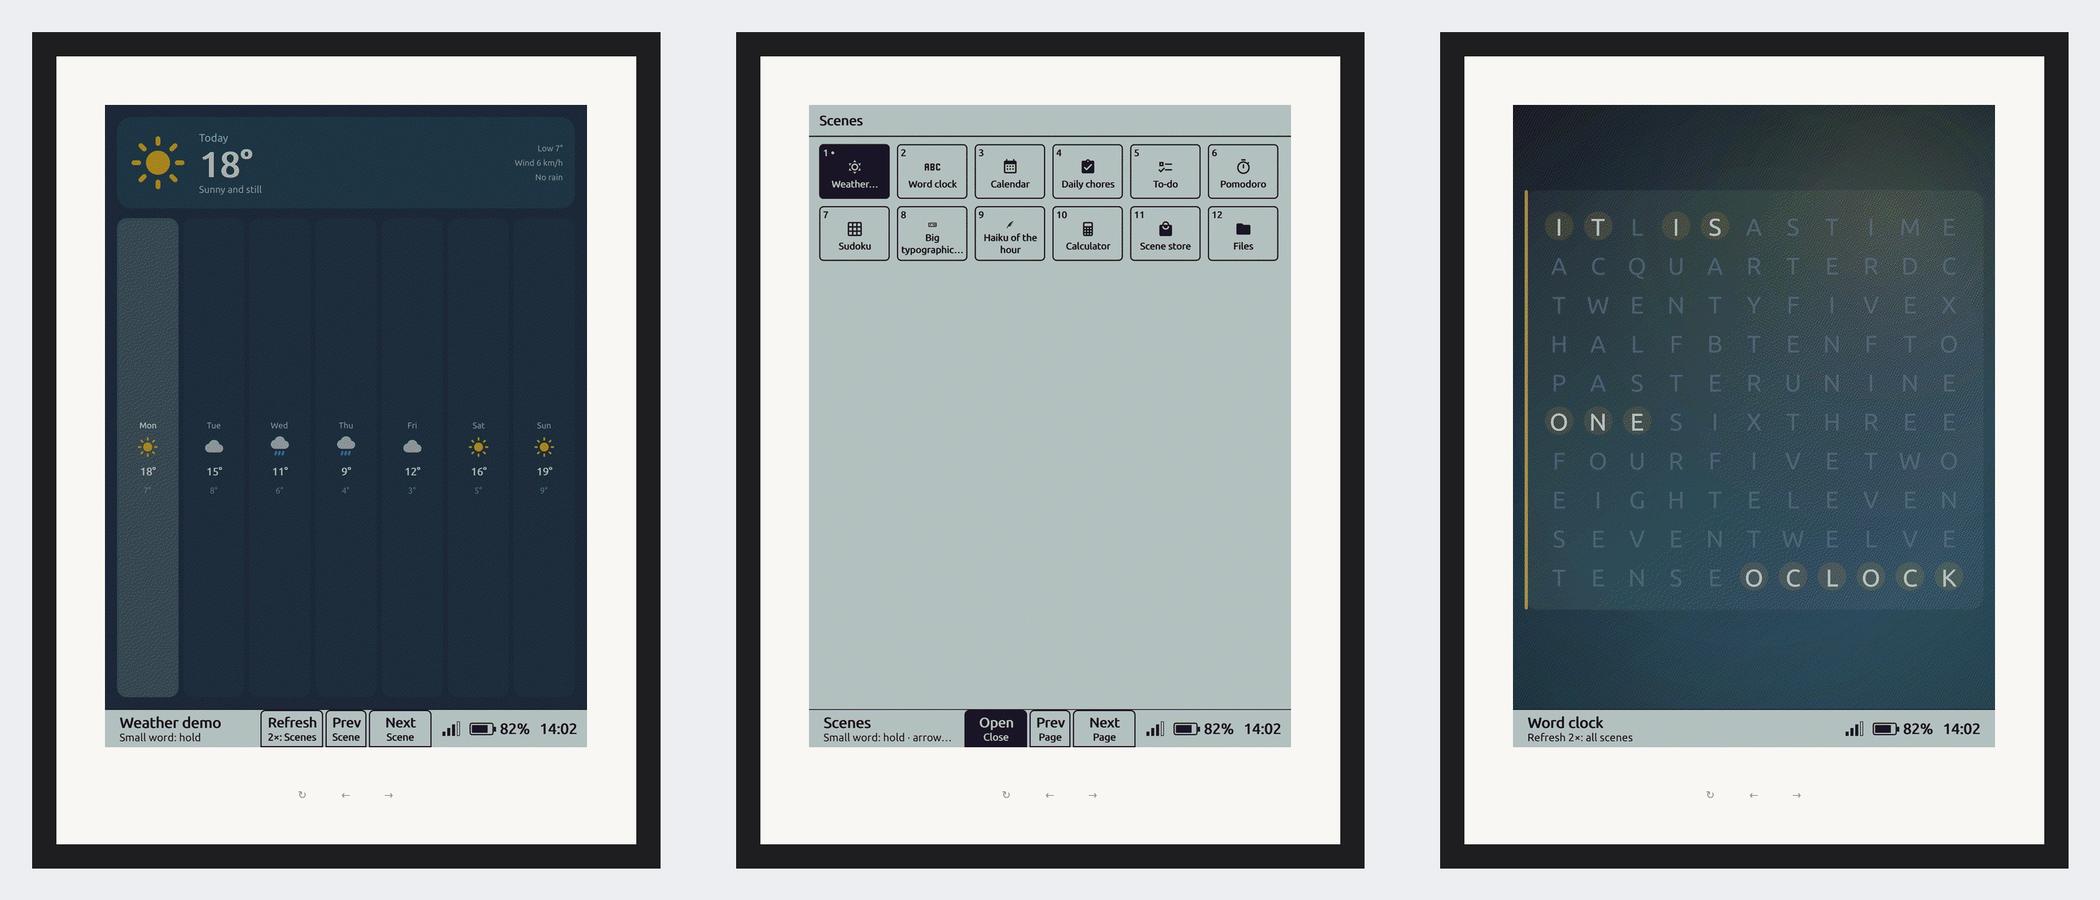 Today
18°
Sunny and still
Low 7°
Wind 6 km/h
No rain
Mon Tue Wed Thu Fri Sat Sun
18° 15° 11° 9° 12° 16° 19°
7° 8° 6° 4° 3° 5° 9°
Weather demo
Small word: hold
Refresh
2×: Scenes
Prev
Scene
Next
Scene
82% 14:02
↻ ← →
Scenes
1 • Weather…
2 ABC Word clock
3 Calendar
4 Daily chores
5 To-do
6 Pomodoro
7 Sudoku
8 Big typographic…
9 Haiku of the hour
10 Calculator
11 Scene store
12 Files
Scenes
Small word: hold · arrow…
Open
Close
Prev
Page
Next
Page
82% 14:02
↻ ← →
I T L I S A S T I M E
A C Q U A R T E R D C
T W E N T Y F I V E X
H A L F B T E N F T O
P A S T E R U N I N E
O N E S I X T H R E E
F O U R F I V E T W O
E I G H T E L E V E N
S E V E N T W E L V E
T E N S E O C L O C K
Word clock
Refresh 2×: all scenes
82% 14:02
↻ ← →